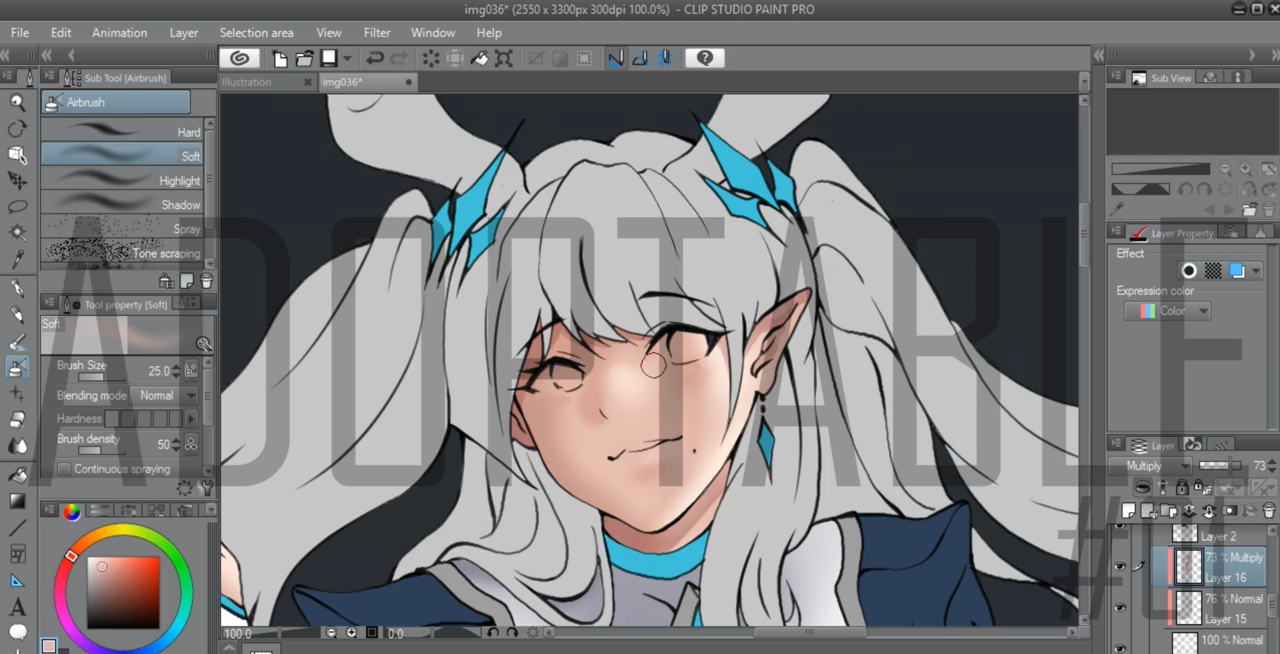 img036* (2550 x 3300px 300dpi 100.0%) - CLIP STUDIO PAINT PRO
File Edit Animation Layer Selection area View Filter Window Help
Sub Tool [Airbrush]
Airbrush
Hard
Soft
Highlight
Shadow
Spray
Tone scraping
Tool property [Soft]
Soft
Brush Size 25.0
Blending mode Normal
Hardness
Brush density 50
Continuous spraying
Illustration
img036*
ADOPTABLE
100.0 0.0
Sub View
Layer Property
Effect
Expression color
Color
Layer
Multiply 73
Layer 2
73 % Multiply
Layer 16
76 % Normal
Layer 15
100 % Normal